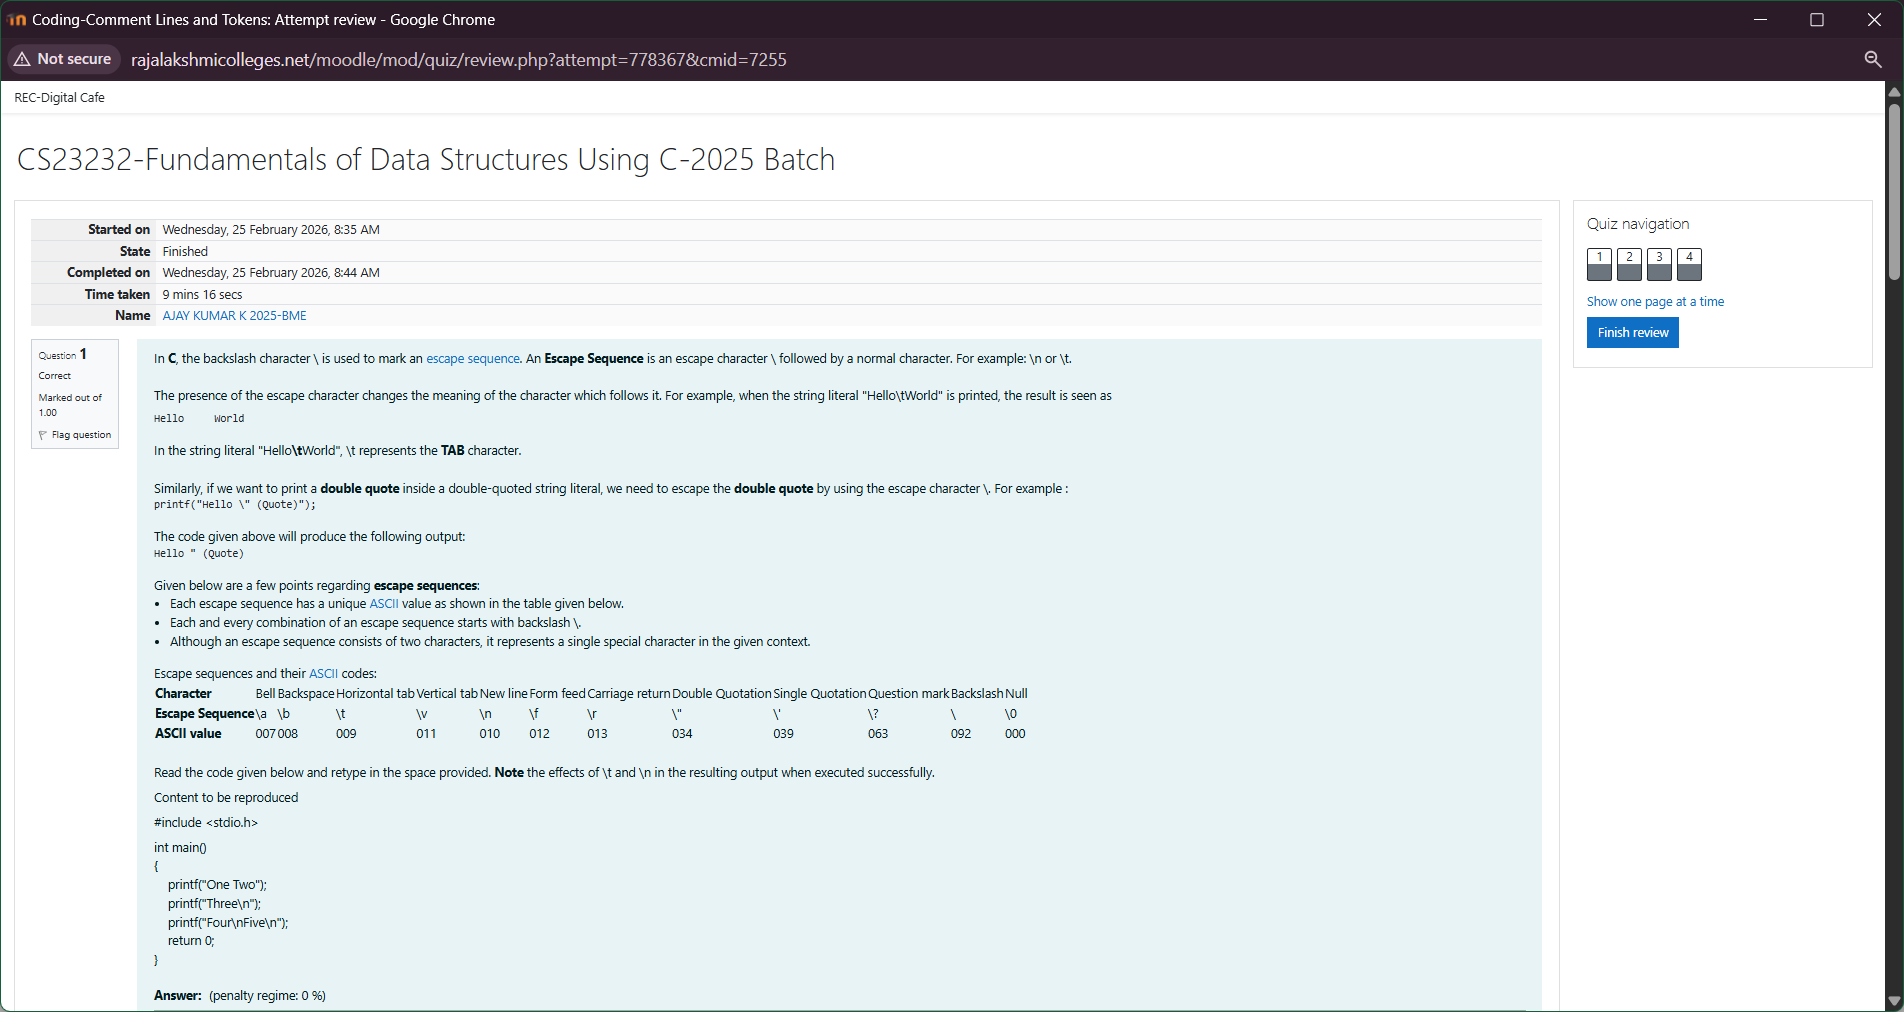 Coding-Comment Lines and Tokens: Attempt review - Google Chrome
Not secure rajalakshmicolleges.net/moodle/mod/quiz/review.php?attempt=778367&cmid=7255
REC-Digital Cafe
CS23232-Fundamentals of Data Structures Using C-2025 Batch
Started on Wednesday, 25 February 2026, 8:35 AM
State Finished
Completed on Wednesday, 25 February 2026, 8:44 AM
Time taken 9 mins 16 secs
Name AJAY KUMAR K 2025-BME
Question 1
Correct
Marked out of
1.00
Flag question
In C, the backslash character \ is used to mark an escape sequence. An Escape Sequence is an escape character \ followed by a normal character. For example: \n or \t.
The presence of the escape character changes the meaning of the character which follows it. For example, when the string literal "Hello\tWorld" is printed, the result is seen as
Hello     World
In the string literal "Hello\tWorld", \t represents the TAB character.
Similarly, if we want to print a double quote inside a double-quoted string literal, we need to escape the double quote by using the escape character \. For example :
printf("Hello \" (Quote)");
The code given above will produce the following output:
Hello " (Quote)
Given below are a few points regarding escape sequences:
• Each escape sequence has a unique ASCII value as shown in the table given below.
• Each and every combination of an escape sequence starts with backslash \.
• Although an escape sequence consists of two characters, it represents a single special character in the given context.
Escape sequences and their ASCII codes:
Character Bell Backspace Horizontal tab Vertical tab New line Form feed Carriage return Double Quotation Single Quotation Question mark Backslash Null
Escape Sequence \a \b \t \v \n \f \r \" \' \? \ \0
ASCII value 007 008 009 011 010 012 013 034 039 063 092 000
Read the code given below and retype in the space provided. Note the effects of \t and \n in the resulting output when executed successfully.
Content to be reproduced
#include <stdio.h>
int main()
{
printf("One Two");
printf("Three\n");
printf("Four\nFive\n");
return 0;
}
Answer: (penalty regime: 0 %)
Quiz navigation
1 2 3 4
Show one page at a time
Finish review